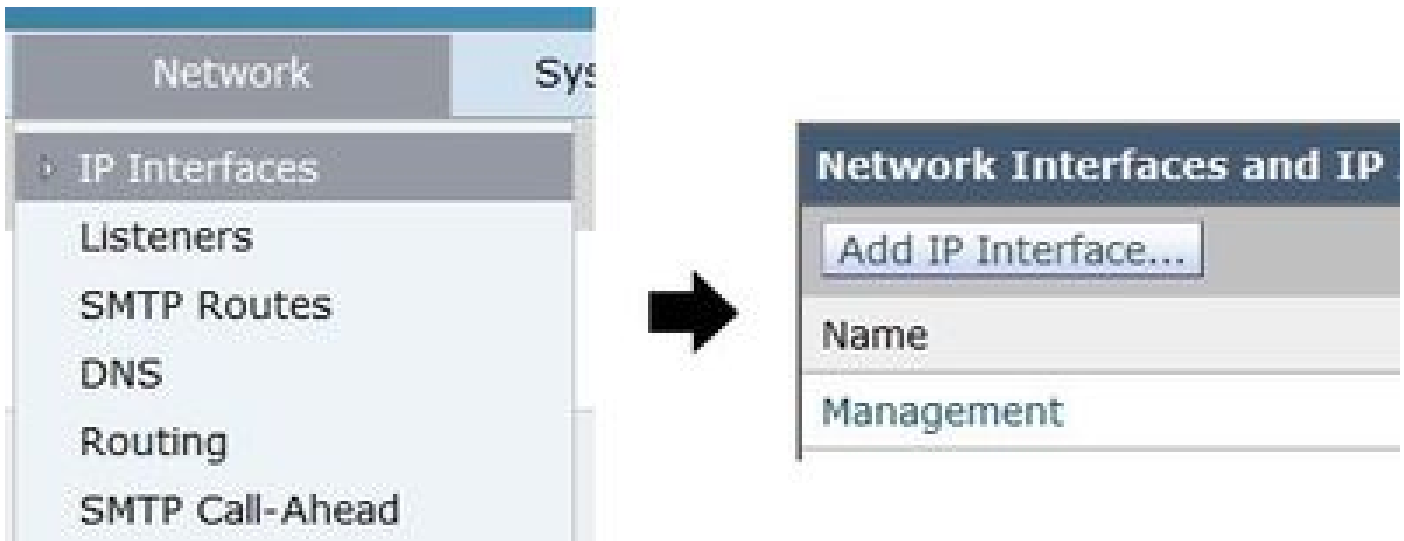 Network Sys
IP Interfaces
Listeners
SMTP Routes
DNS
Routing
SMTP Call-Ahead
Network Interfaces and IP
Add IP Interface...
Name
Management